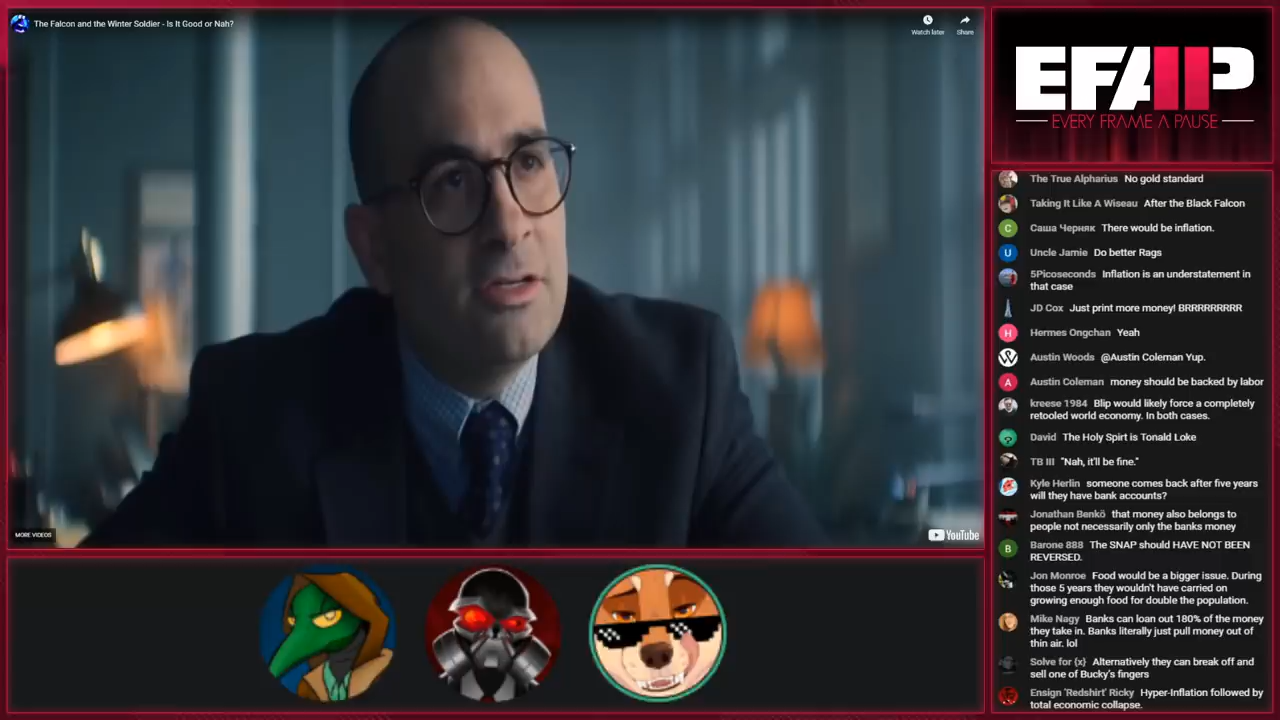 The Falcon and the Winter Soldier - Is It Good or Nah?
Watch later
Share
MORE VIDEOS
YouTube
EFAP
EVERY FRAME A PAUSE
The True Alpharius No gold standard
Taking It Like A Wiseau After the Black Falcon
C
Саша Черняк There would be inflation.
U
Uncle Jamie Do better Rags
5Picoseconds Inflation is an understatement in
that case
JD Cox Just print more money! BRRRRRRRRR
H
Hermes Ongchan Yeah
W
Austin Woods @Austin Coleman Yup.
A
Austin Coleman money should be backed by labor
kreese 1984 Blip would likely force a completely
retooled world economy. In both cases.
David The Holy Spirt is Tonald Loke
TB III "Nah, it'll be fine."
Kyle Herlin someone comes back after five years
will they have bank accounts?
Jonathan Benkö that money also belongs to
people not necessarily only the banks money
B
Barone 888 The SNAP should HAVE NOT BEEN
REVERSED.
Jon Monroe Food would be a bigger issue. During
those 5 years they wouldn't have carried on
growing enough food for double the population.
Mike Nagy Banks can loan out 180% of the money
they take in. Banks literally just pull money out of
thin air. lol
Solve for {x} Alternatively they can break off and
sell one of Bucky's fingers
Ensign 'Redshirt' Ricky Hyper-Inflation followed by
total economic collapse.